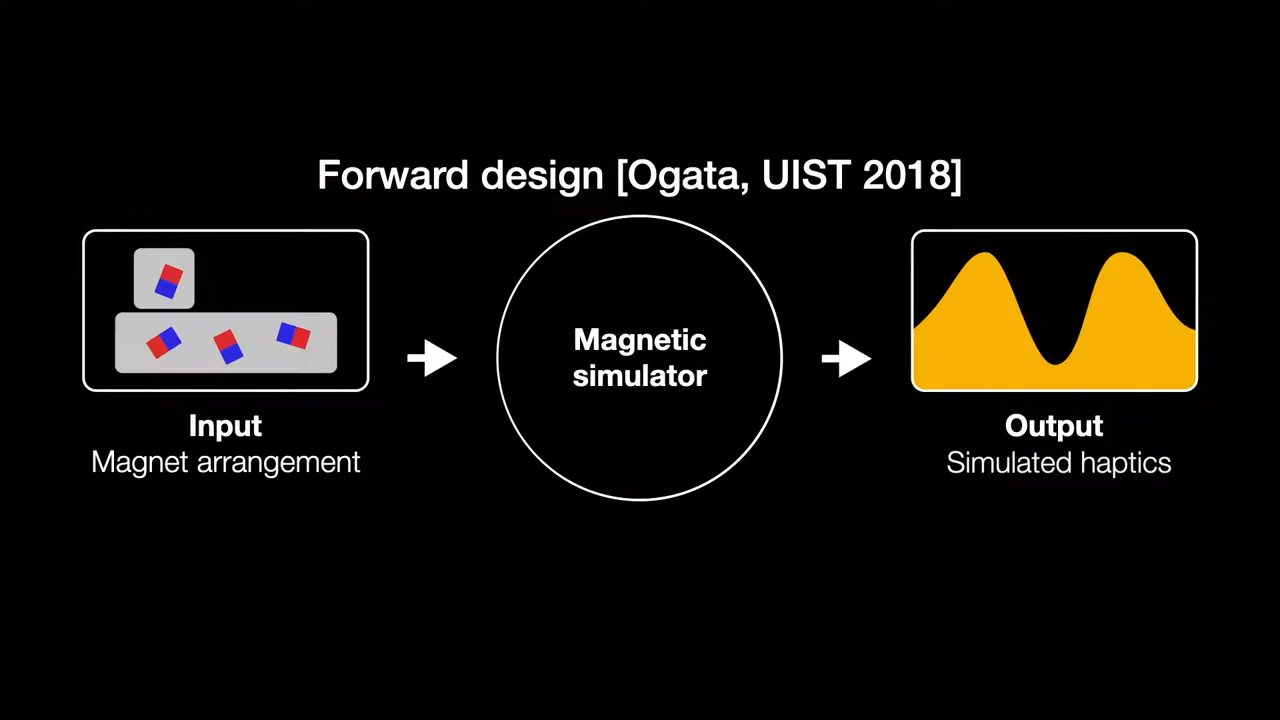 Forward design [Ogata, UIST 2018]
Magnetic
simulator
Input
Magnet arrangement
Output
Simulated haptics